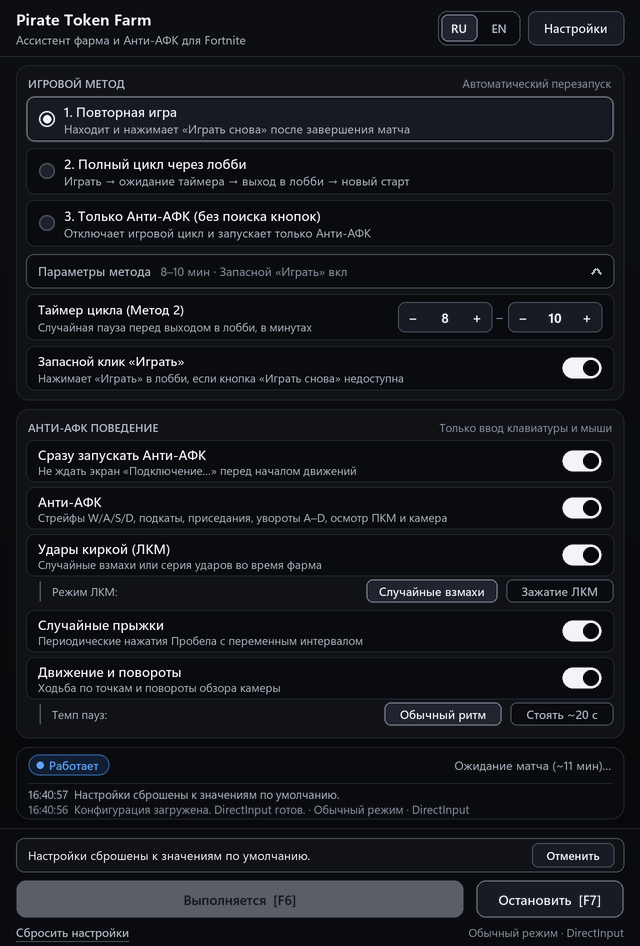 Pirate Token Farm
Ассистент фарма и Анти-АФК для Fortnite
RU EN Настройки
ИГРОВОЙ МЕТОД Автоматический перезапуск
1. Повторная игра
Находит и нажимает «Играть снова» после завершения матча
2. Полный цикл через лобби
Играть → ожидание таймера → выход в лобби → новый старт
3. Только Анти-АФК (без поиска кнопок)
Отключает игровой цикл и запускает только Анти-АФК
Параметры метода 8–10 мин · Запасной «Играть» вкл
Таймер цикла (Метод 2)
Случайная пауза перед выходом в лобби, в минутах
− 8 + – − 10 +
Запасной клик «Играть»
Нажимает «Играть» в лобби, если кнопка «Играть снова» недоступна
АНТИ-АФК ПОВЕДЕНИЕ Только ввод клавиатуры и мыши
Сразу запускать Анти-АФК
Не ждать экран «Подключение...» перед началом движений
Анти-АФК
Стрейфы W/A/S/D, подкаты, приседания, увороты A–D, осмотр ПКМ и камера
Удары киркой (ЛКМ)
Случайные взмахи или серия ударов во время фарма
Режим ЛКМ: Случайные взмахи Зажатие ЛКМ
Случайные прыжки
Периодические нажатия Пробела с переменным интервалом
Движение и повороты
Ходьба по точкам и повороты обзора камеры
Темп пауз: Обычный ритм Стоять ~20 с
Работает Ожидание матча (~11 мин)...
16:40:57 Настройки сброшены к значениям по умолчанию.
16:40:56 Конфигурация загружена. DirectInput готов. · Обычный режим · DirectInput
Настройки сброшены к значениям по умолчанию. Отменить
Выполняется [F6] Остановить [F7]
Сбросить настройки Обычный режим · DirectInput